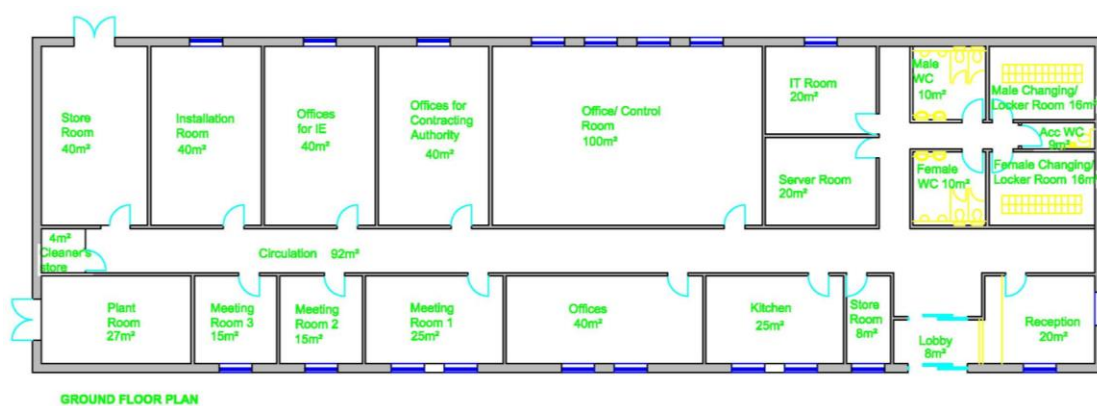 Store
Room
40m²
Installation
Room
40m²
Offices
for IE
40m²
Offices for
Contracting
Authority
40m²
Office/ Control
Room
100m²
IT Room
20m²
Server Room
20m²
Male
WC
10m²
Male Changing/
Locker Room 16m²
Acc WC
9m²
Female
WC 10m²
Female Changing/
Locker Room 16m²
4m²
Cleaner's
store
Circulation 92m²
Plant
Room
27m²
Meeting
Room 3
15m²
Meeting
Room 2
15m²
Meeting
Room 1
25m²
Offices
40m²
Kitchen
25m²
Store
Room
8m²
Lobby
8m²
Reception
20m²
GROUND FLOOR PLAN